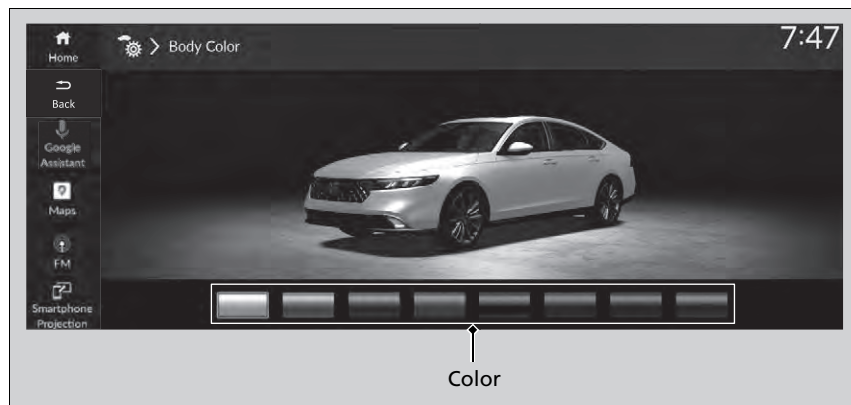 Home
Body Color
7:47
Back
Google
Assistant
Maps
FM
Smartphone
Projection
Color